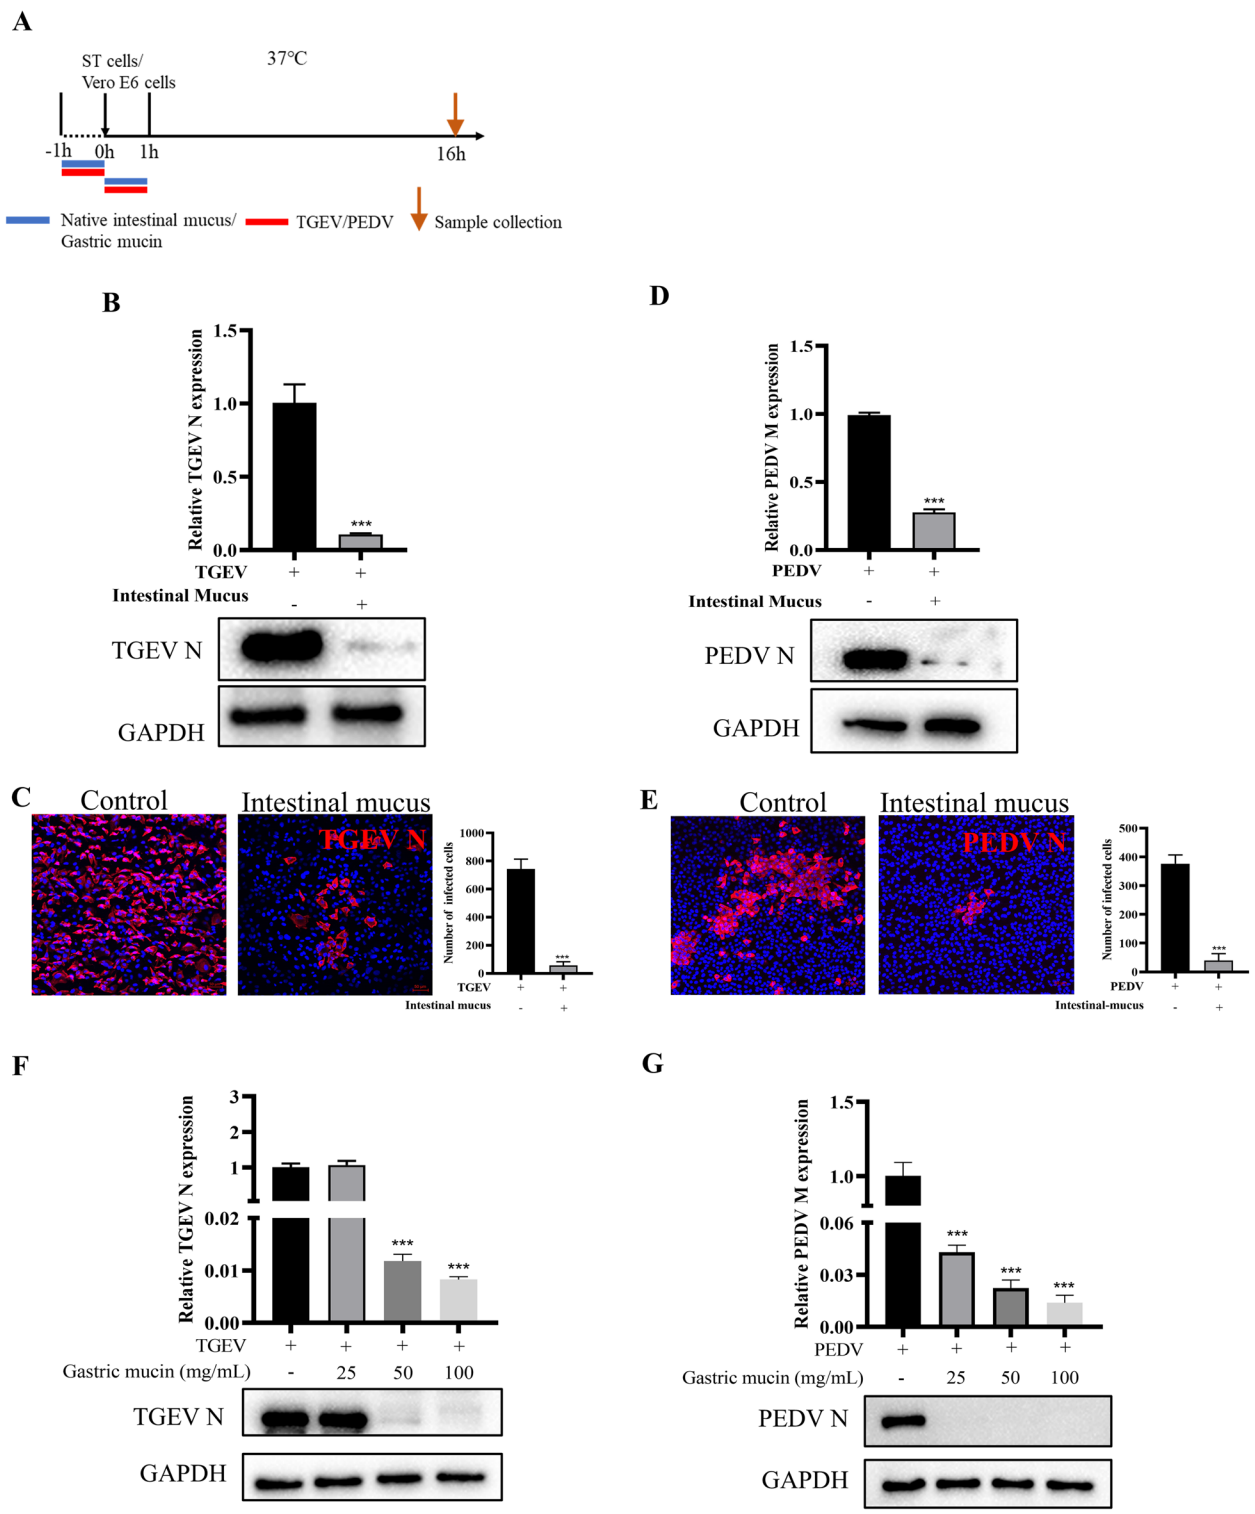 A
ST cells/
Vero E6 cells
37°C
-1h
0h
1h
16h
Native intestinal mucus/
Gastric mucin
TGEV/PEDV
Sample collection
B
Relative TGEV N expression
1.5
1.0
0.5
0.0
***
TGEV + +
Intestinal Mucus - +
TGEV N
GAPDH
D
Relative PEDV M expression
1.5
1.0
0.5
0.0
***
PEDV + +
Intestinal Mucus - +
PEDV N
GAPDH
C
Control
Intestinal mucus
TGEV N
Number of infected cells
1000
800
600
400
200
0
***
TGEV + +
Intestinal mucus - +
E
Control
Intestinal mucus
PEDV N
Number of infected cells
500
400
300
200
100
0
***
PEDV + +
Intestinal-mucus - +
F
Relative TGEV N expression
3
2
1
0.02
0.01
0.00
***
***
TGEV + + + +
Gastric mucin (mg/mL) - 25 50 100
TGEV N
GAPDH
G
Relative PEDV M expression
1.5
1.0
0.06
0.03
0.00
***
***
***
PEDV + + + +
Gastric mucin (mg/mL) - 25 50 100
PEDV N
GAPDH